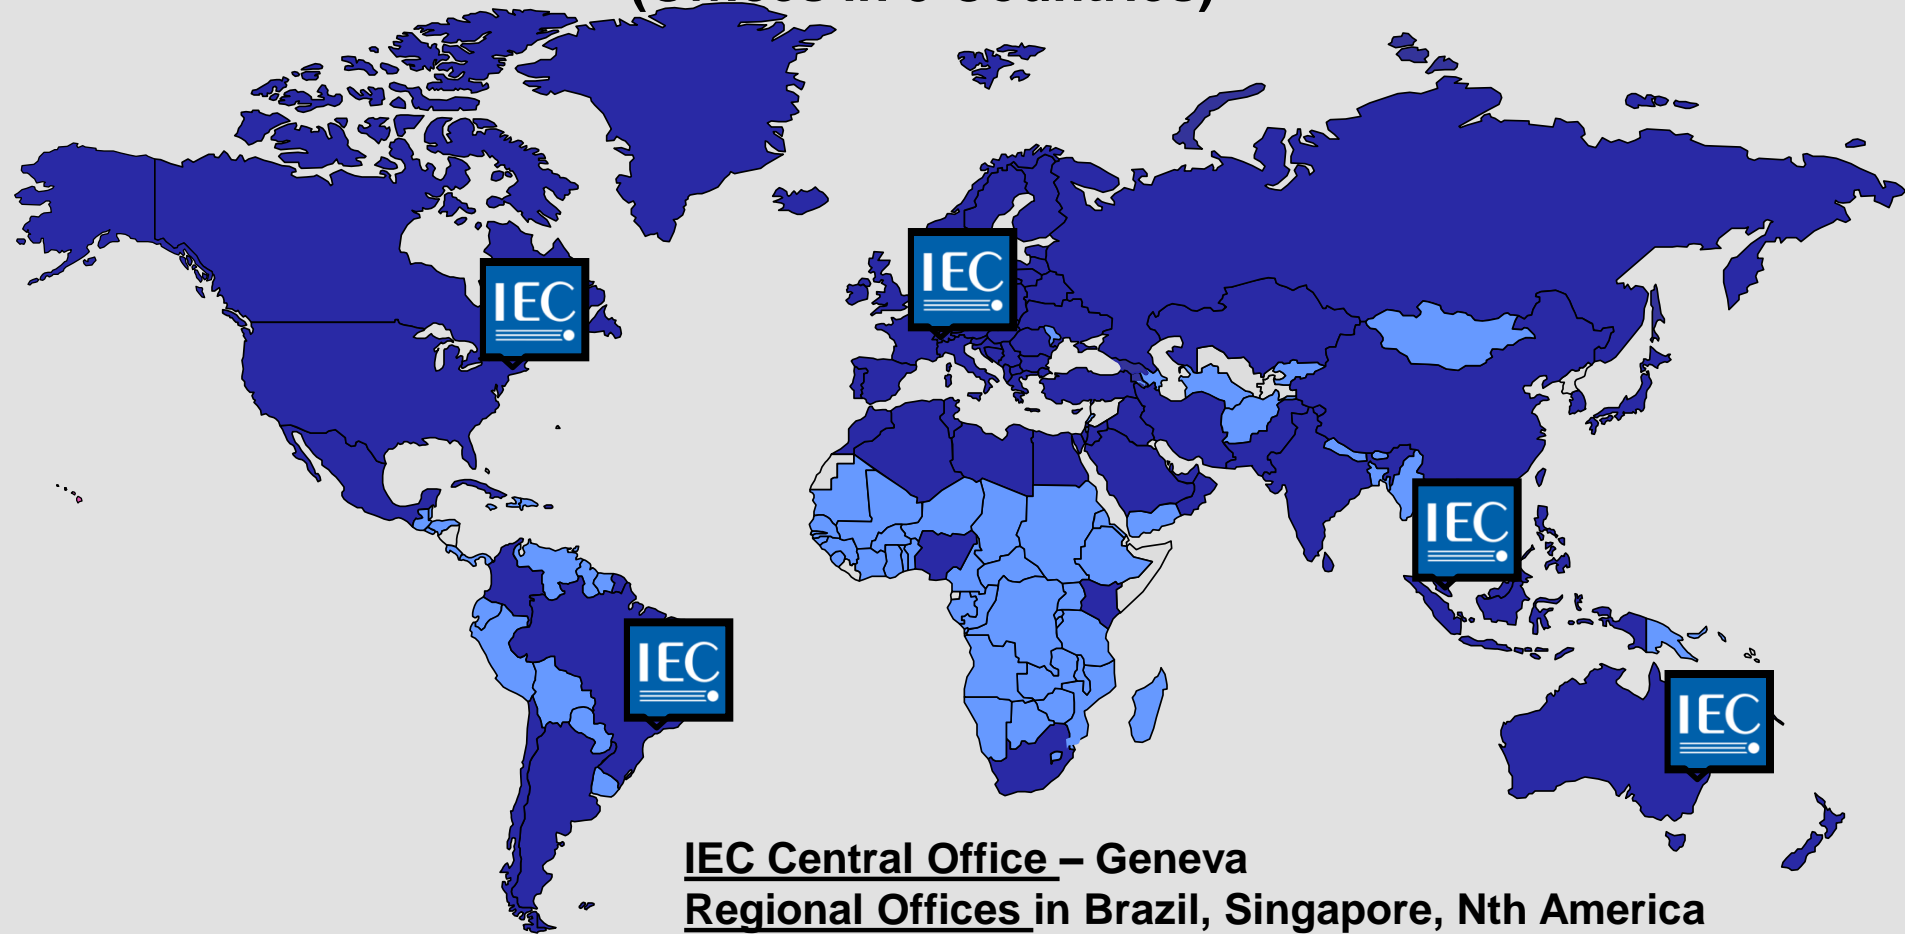 IEC
IEC
IEC
IEC
IEC
IEC Central Office – Geneva
Regional Offices in Brazil, Singapore, Nth America